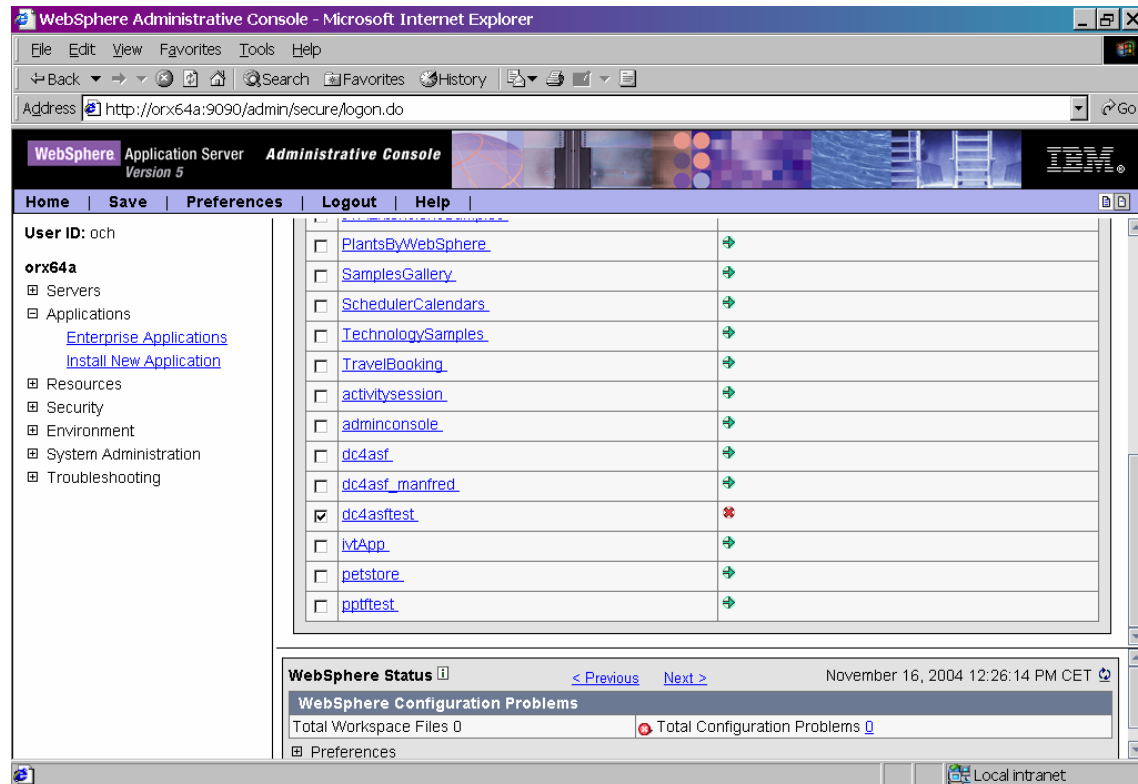 WebSphere Administrative Console - Microsoft Internet Explorer
File Edit View Favorites Tools Help
Back Search Favorites History
Address http://orx64a:9090/admin/secure/logon.do Go
WebSphere Application Server Administrative Console
Version 5
IBM
Home | Save | Preferences | Logout | Help |
User ID: och
orx64a
Servers
Applications
Enterprise Applications
Install New Application
Resources
Security
Environment
System Administration
Troubleshooting
PlantsByWebSphere
SamplesGallery
SchedulerCalendars
TechnologySamples
TravelBooking
activitysession
adminconsole
dc4asf
dc4asf_manfred
dc4asftest
ivtApp
petstore
pptftest
WebSphere Status < Previous Next > November 16, 2004 12:26:14 PM CET
WebSphere Configuration Problems
Total Workspace Files 0 Total Configuration Problems 0
Preferences
Local intranet